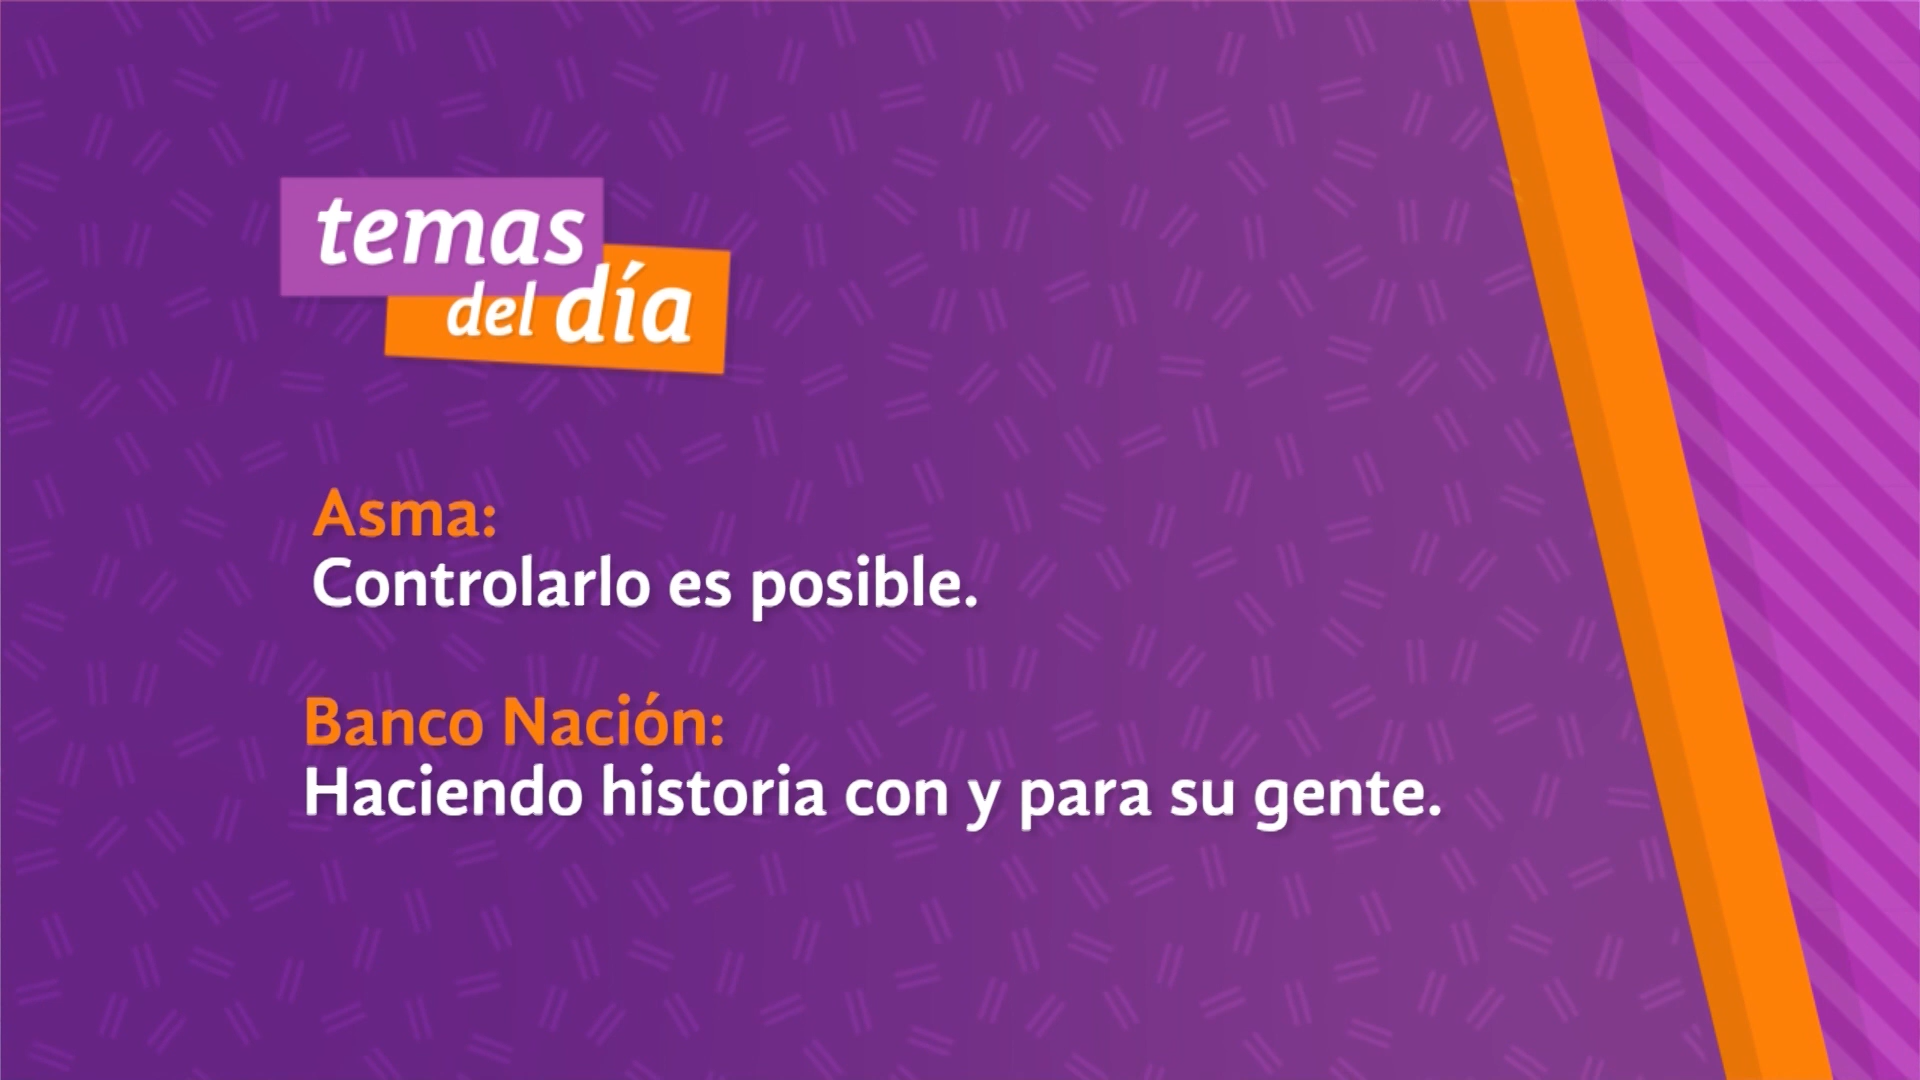 temas
del día
Asma:
Controlarlo es posible.
Banco Nación:
Haciendo historia con y para su gente.